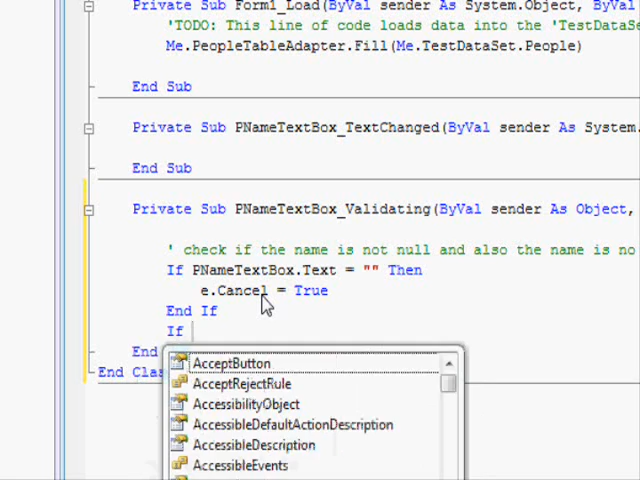 Private Sub Form1_Load(ByVal sender As System.Object, ByVal
'TODO: This line of code loads data into the 'TestDataSe
Me.PeopleTableAdapter.Fill(Me.TestDataSet.People)
End Sub
Private Sub PNameTextBox_TextChanged(ByVal sender As System.
End Sub
Private Sub PNameTextBox_Validating(ByVal sender As Object,
' check if the name is not null and also the name is no
If PNameTextBox.Text = "" Then
e.Cancel = True
End If
If
End
End Clas
AcceptButton
AcceptRejectRule
AccessibilityObject
AccessibleDefaultActionDescription
AccessibleDescription
AccessibleEvents